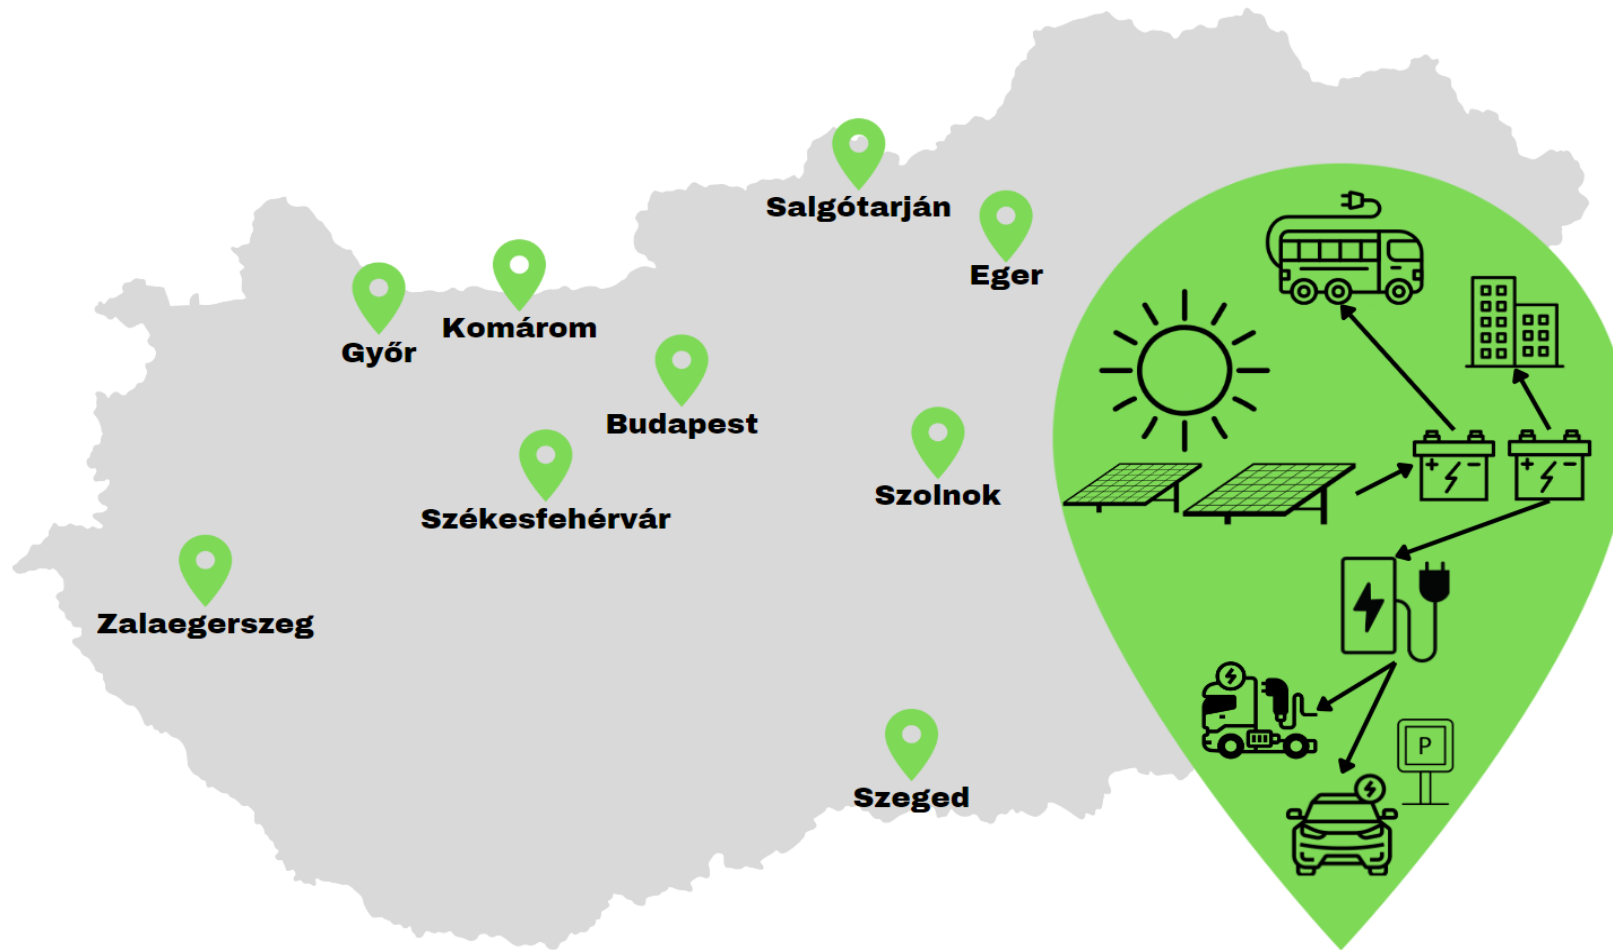 Salgótarján
Eger
Komárom
Győr
Budapest
Szolnok
Székesfehérvár
Zalaegerszeg
Szeged
+ -
+ -
P